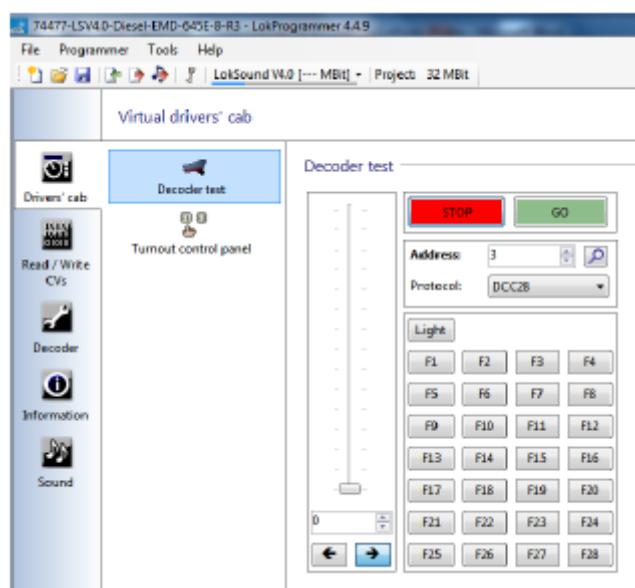 74477-LSV4.0-Diesel-EMD-645E-8-R3 - LokProgrammer 4.4.9
File Programmer Tools Help
LokSound V4.0 [--- MBit] Project: 32 MBit
Virtual drivers' cab
Drivers' cab
Read / Write
CVs
Decoder
Information
Sound
Decoder test
Turnout control panel
Decoder test
STOP GO
Address: 3
Protocol: DCC28
Light
F1 F2 F3 F4
F5 F6 F7 F8
F9 F10 F11 F12
F13 F14 F15 F16
F17 F18 F19 F20
F21 F22 F23 F24
F25 F26 F27 F28
0